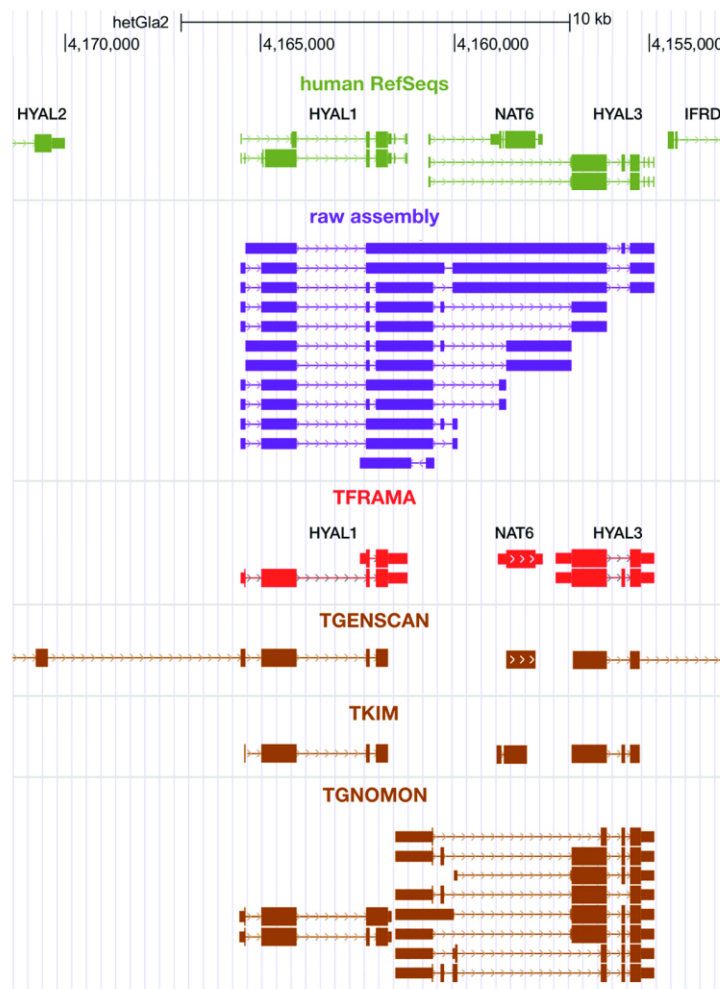 hetGla2 10 kb
4,170,000 4,165,000 4,160,000 4,155,000
human RefSeqs
HYAL2 HYAL1 NAT6 HYAL3 IFRD
raw assembly
TFRAMA
HYAL1 NAT6 HYAL3
TGENSCAN
TKIM
TGNOMON